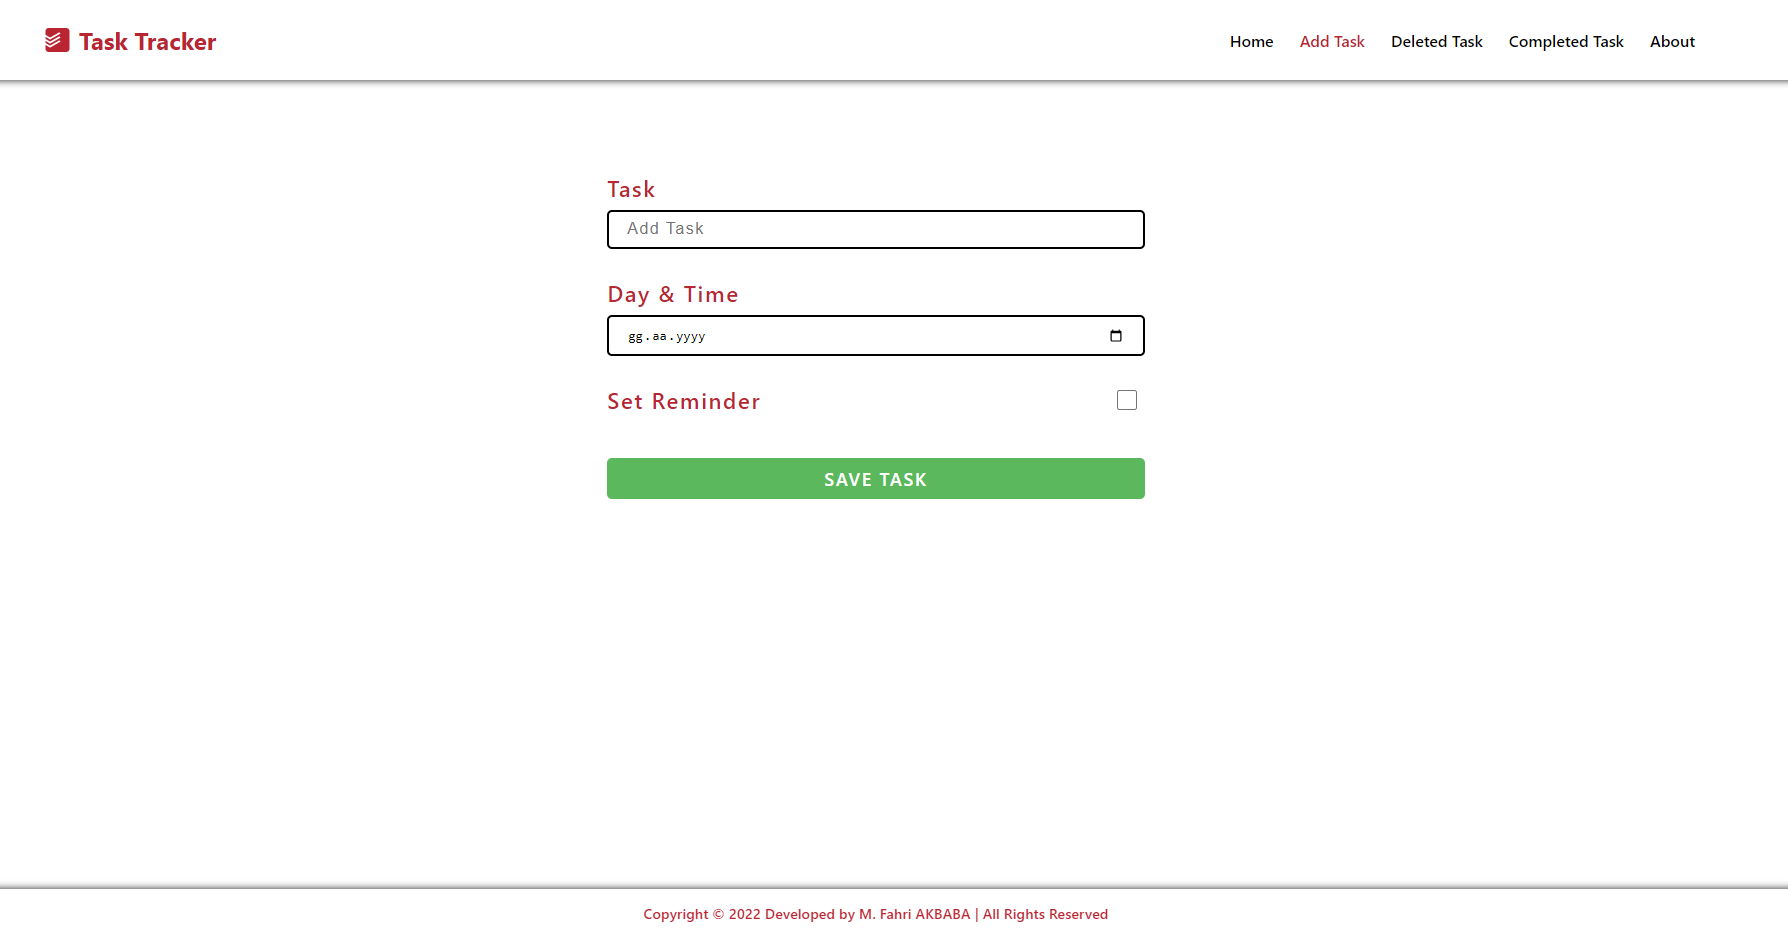 Task Tracker
Home Add Task Deleted Task Completed Task About
Task
Add Task
Day & Time
gg.aa.yyyy
Set Reminder
SAVE TASK
Copyright © 2022 Developed by M. Fahri AKBABA | All Rights Reserved